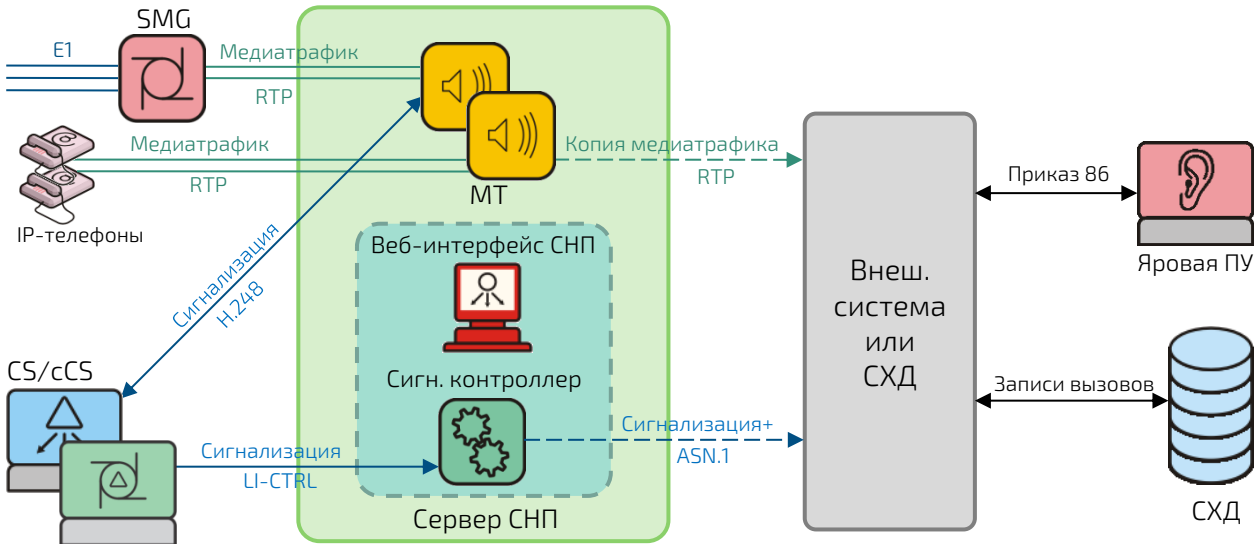 SMG
E1
Медиатрафик
RTP
Медиатрафик
RTP
IP-телефоны
МТ
Копия медиатрафика
RTP
Сигнализация
H.248
Веб-интерфейс СНП
Сигн. контроллер
CS/cCS
Сигнализация
LI-CTRL
Сигнализация+
ASN.1
Сервер СНП
Внеш.
система
или
СХД
Приказ 86
Яровая ПУ
Записи вызовов
СХД